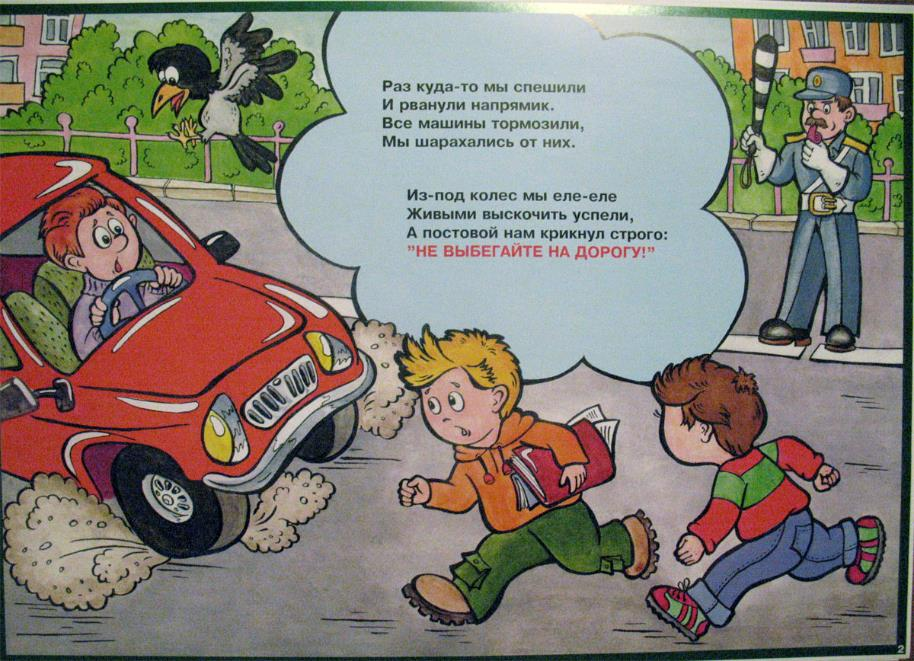 Раз куда-то мы спешили
И рванули напрямик.
Все машины тормозили,
Мы шарахались от них.
Из-под колес мы еле-еле
Живыми выскочить успели,
А постовой нам крикнул строго:
"НЕ ВЫБЕГАЙТЕ НА ДОРОГУ!"
2